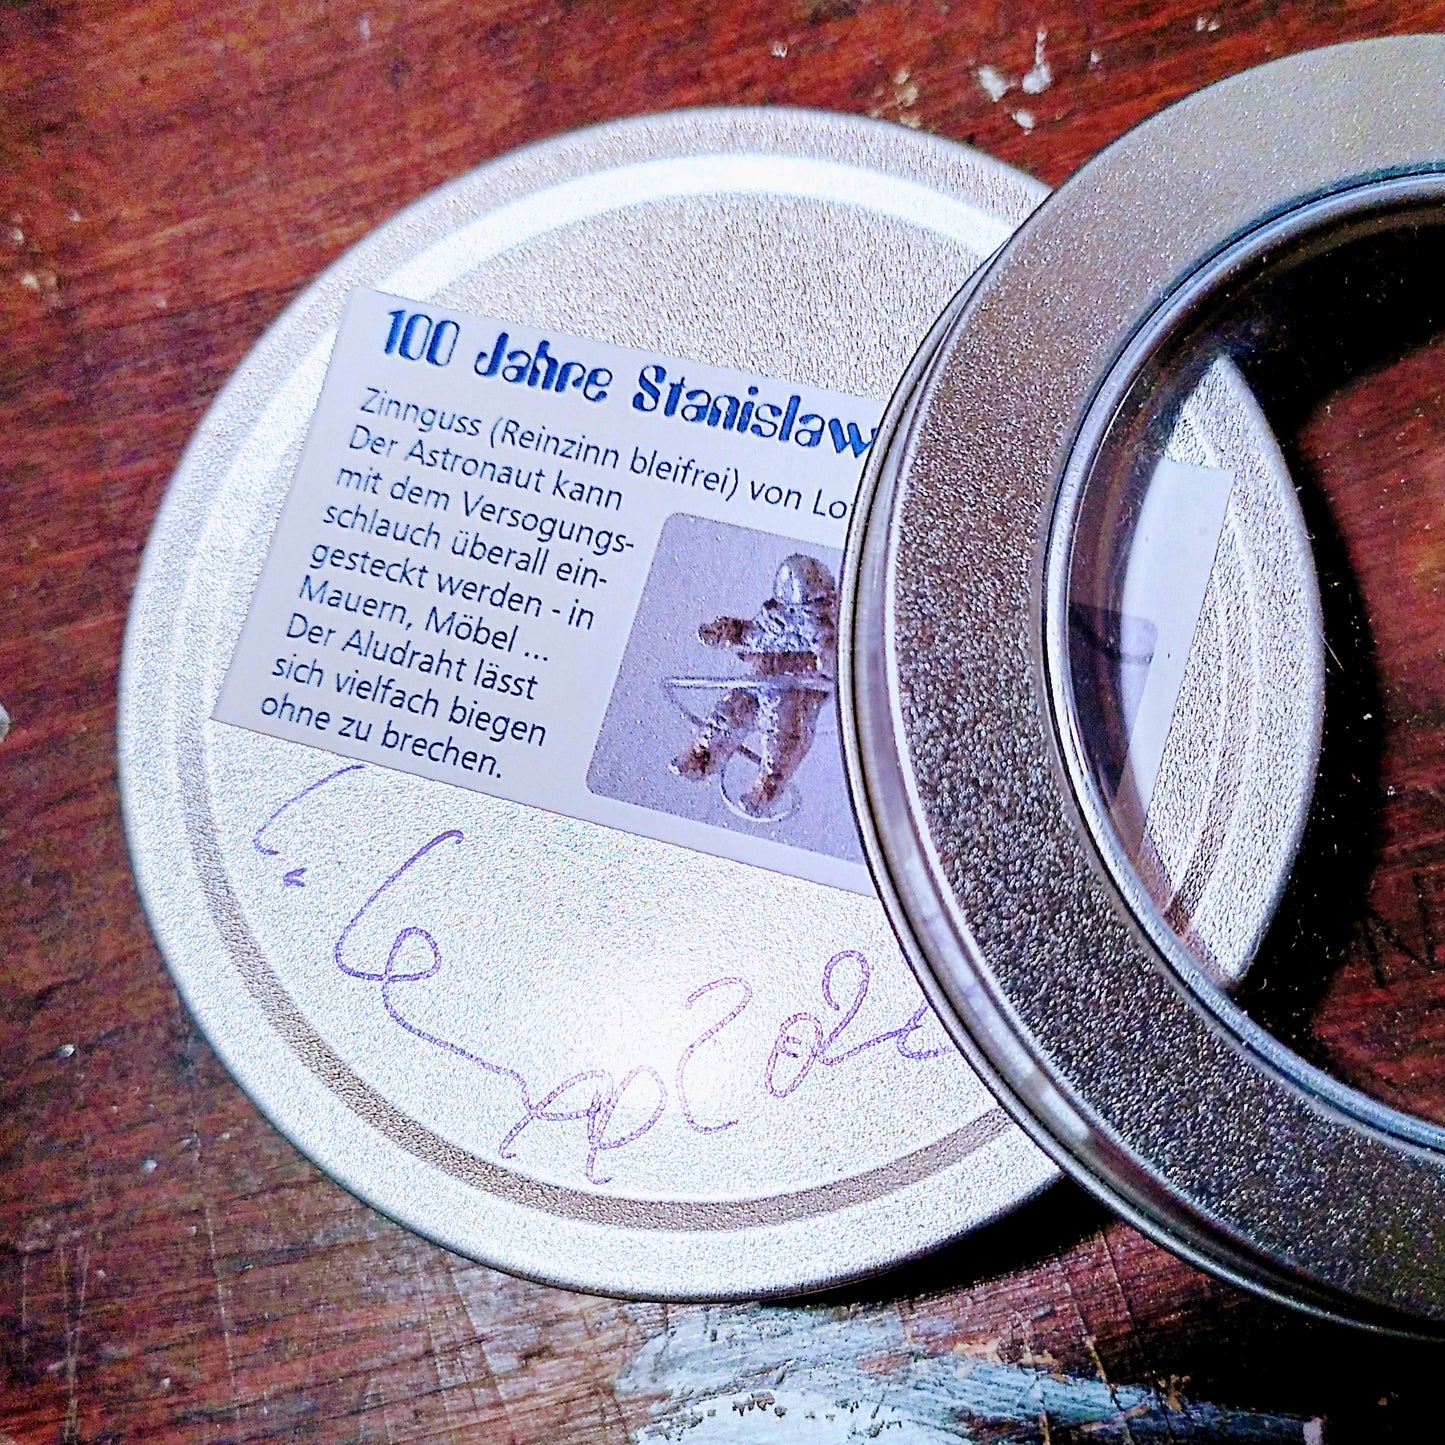 100 Jahre Stanislaw
Zinnguss (Reinzinn bleifrei) von
Der Astronaut kann
mit dem Versogungs-
schlauch überall ein-
gesteckt werden - in
Mauern, Möbel ...
Der Aludraht lässt
sich vielfach biegen
ohne zu brechen.